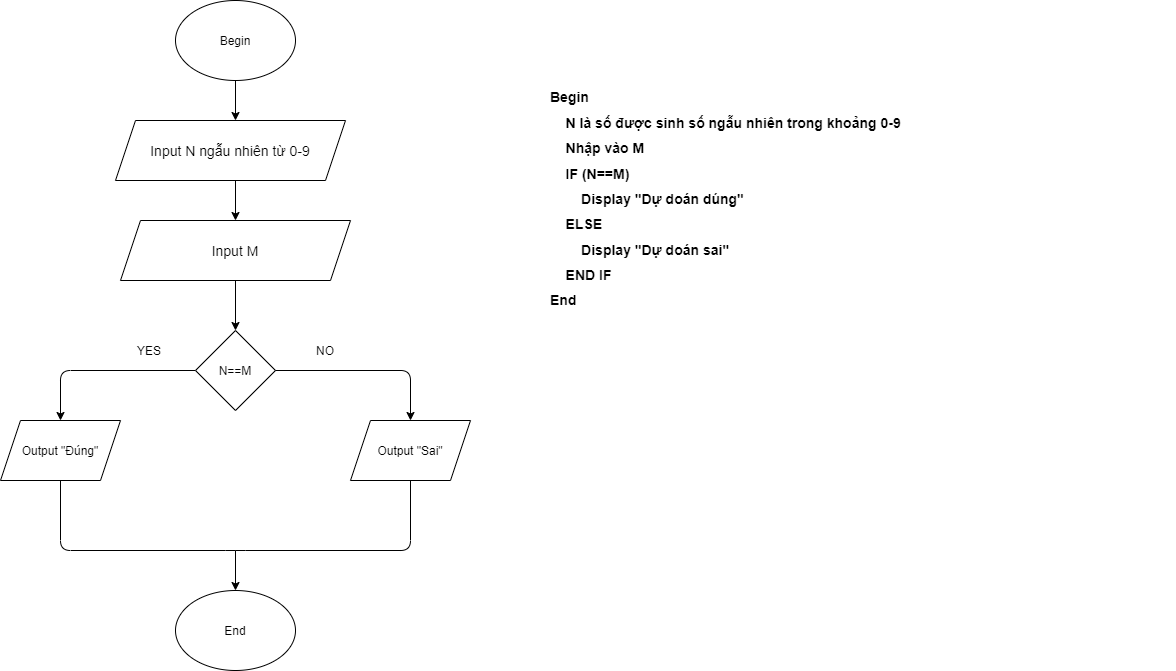 Begin
Input N ngẫu nhiên từ 0-9
Input M
YES
NO
N==M
Output "Đúng"
Output "Sai"
End
Begin
N là số được sinh số ngẫu nhiên trong khoảng 0-9
Nhập vào M
IF (N==M)
Display "Dự doán dúng"
ELSE
Display "Dự doán sai"
END IF
End